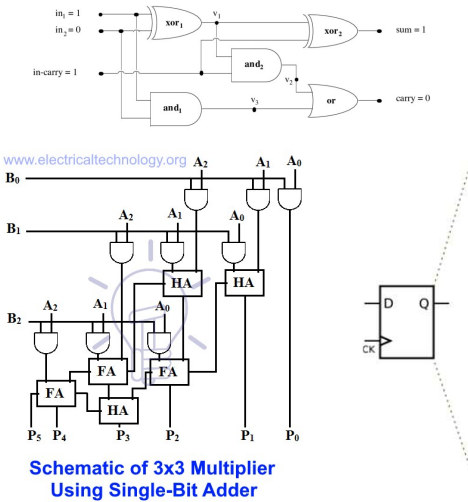 in1 = 1
in2 = 0
in-carry = 1
xor1
v1
xor2
sum = 1
and2
v2
and1
v3
or
carry = 0
www.electricaltechnology.org
A2 A1 A0
B0
A2 A1 A0
B1
HA HA
A2 A1 A0
B2
FA FA
FA HA
P5 P4 P3 P2 P1 P0
Schematic of 3x3 Multiplier
Using Single-Bit Adder
D Q
CK